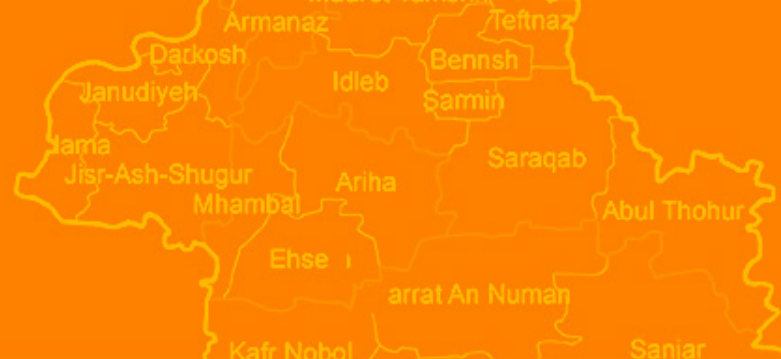 Armanaz
Teftnaz
Darkosh
Bennsh
Idleb
Janudiyeh
Sarmin
Jisr-Ash-Shugur
Saraqab
Ariha
Mhambal
Abul Thohur
arrat An Numan
Kafr Nobol
Sanjar